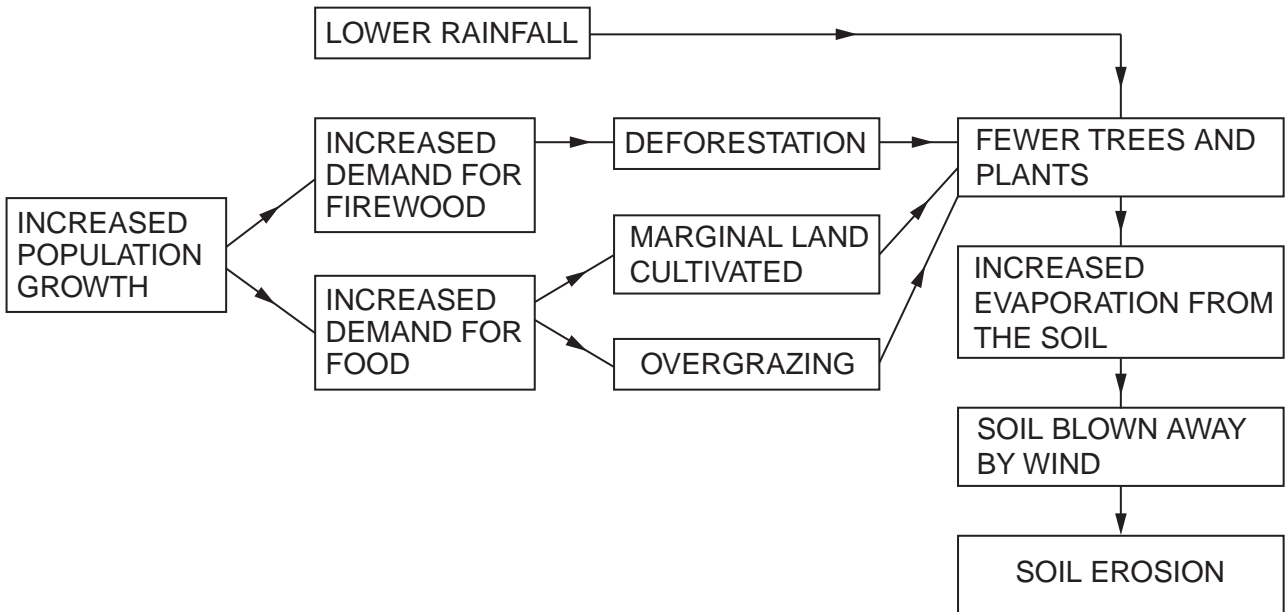 LOWER RAINFALL
INCREASED
DEMAND FOR
FIREWOOD
DEFORESTATION
FEWER TREES AND
PLANTS
INCREASED
POPULATION
GROWTH
MARGINAL LAND
CULTIVATED
INCREASED
EVAPORATION FROM
THE SOIL
INCREASED
DEMAND FOR
FOOD
OVERGRAZING
SOIL BLOWN AWAY
BY WIND
SOIL EROSION